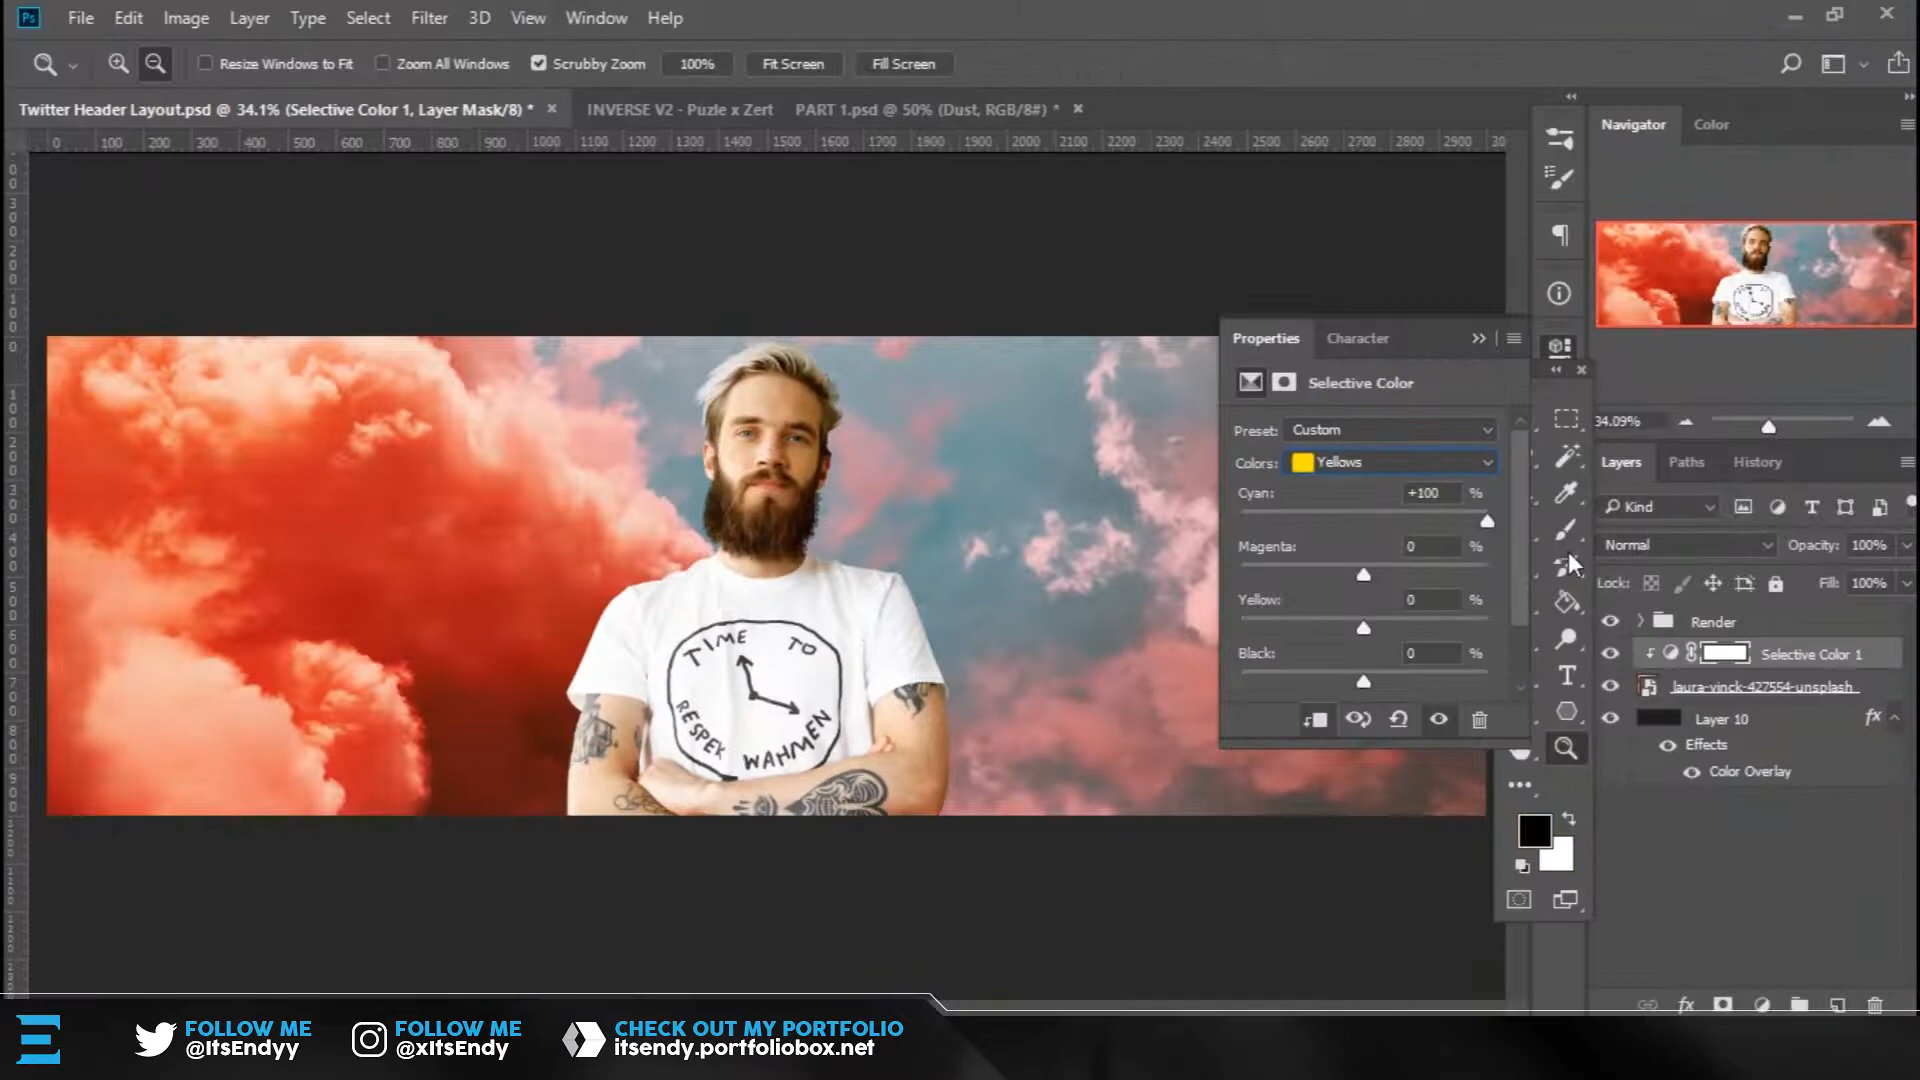 Ps File Edit Image Layer Type Select Filter 3D View Window Help
Resize Windows to Fit Zoom All Windows Scrubby Zoom 100% Fit Screen Fill Screen
Twitter Header Layout.psd @ 34.1% (Selective Color 1, Layer Mask/8) * INVERSE V2 - Puzle x Zert PART 1.psd @ 50% (Dust, RGB/8#) *
0 100 200 300 400 500 600 700 800 900 1000 1100 1200 1300 1400 1500 1600 1700 1800 1900 2000 2100 2200 2300 2400 2500 2600 2700 2800 2900 30
Navigator Color
34.09%
Properties Character
Selective Color
Preset: Custom
Colors: Yellows
Cyan: +100 %
Magenta: 0 %
Yellow: 0 %
Black: 0 %
TIME TO
RESPEK WAHMEN
Layers Paths History
Kind
Normal Opacity: 100%
Lock: Fill: 100%
Render
Selective Color 1
laura-vinck-427554-unsplash
Layer 10 fx
Effects
Color Overlay
fx
E
FOLLOW ME
@ItsEndyy
FOLLOW ME
@xItsEndy
CHECK OUT MY PORTFOLIO
itsendy.portfoliobox.net